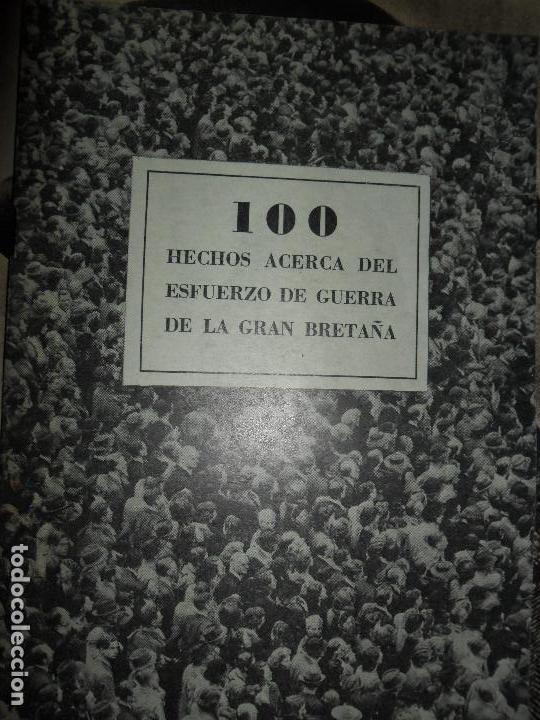 100
HECHOS ACERCA DEL
ESFUERZO DE GUERRA
DE LA GRAN BRETAÑA
todocoleccion